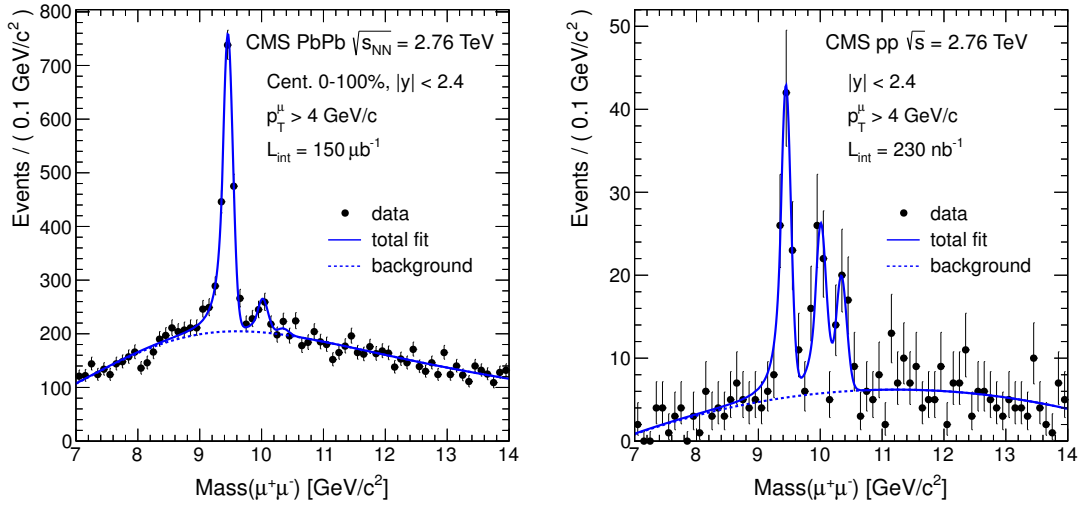 CMS PbPb √s_NN = 2.76 TeV
Cent. 0-100%, |y| < 2.4
p_T^μ > 4 GeV/c
L_int = 150 μb⁻¹
data
total fit
background
Events / ( 0.1 GeV/c² )
800
700
600
500
400
300
200
100
0
7 8 9 10 11 12 13 14
Mass(μ⁺μ⁻) [GeV/c²]
CMS pp √s = 2.76 TeV
|y| < 2.4
p_T^μ > 4 GeV/c
L_int = 230 nb⁻¹
data
total fit
background
Events / ( 0.1 GeV/c² )
50
40
30
20
10
0
7 8 9 10 11 12 13 14
Mass(μ⁺μ⁻) [GeV/c²]